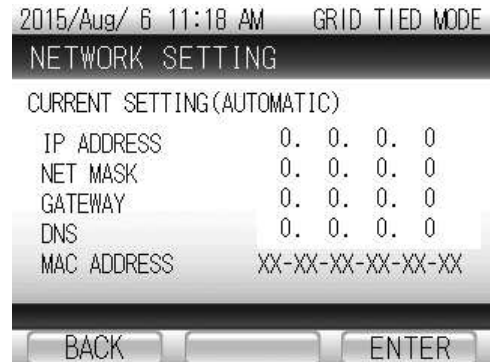 2015/Aug/ 6 11:18 AM GRID TIED MODE
NETWORK SETTING
CURRENT SETTING(AUTOMATIC)
IP ADDRESS 0. 0. 0. 0
NET MASK 0. 0. 0. 0
GATEWAY 0. 0. 0. 0
DNS 0. 0. 0. 0
MAC ADDRESS XX-XX-XX-XX-XX-XX
BACK ENTER